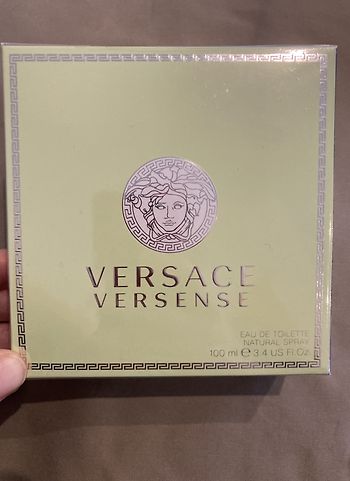 VERSACE
VERSENSE
EAU DE TOILETTE
NATURAL SPRAY
100 ml ℮ 3.4 US Fl.Oz